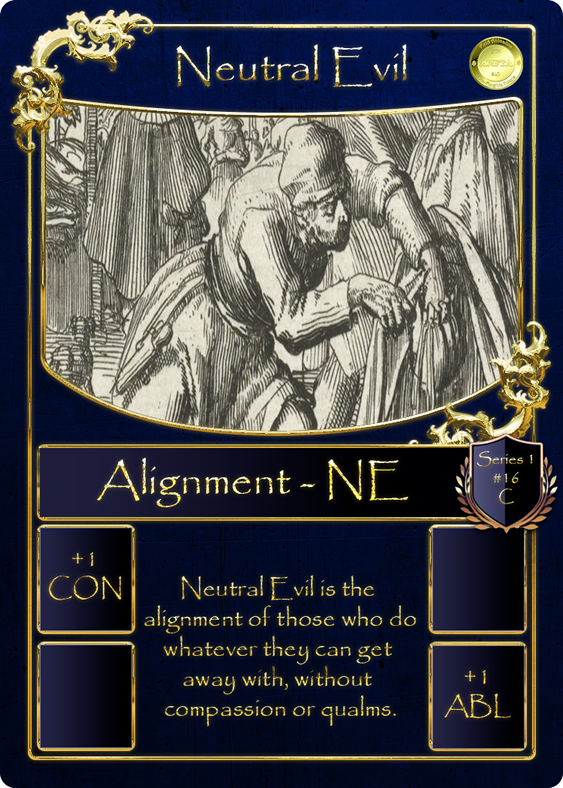 Neutral Evil
Alignment - NE
Series 1
#16
C
+1
CON
Neutral Evil is the
alignment of those who do
whatever they can get
away with, without
compassion or qualms.
+1
ABL